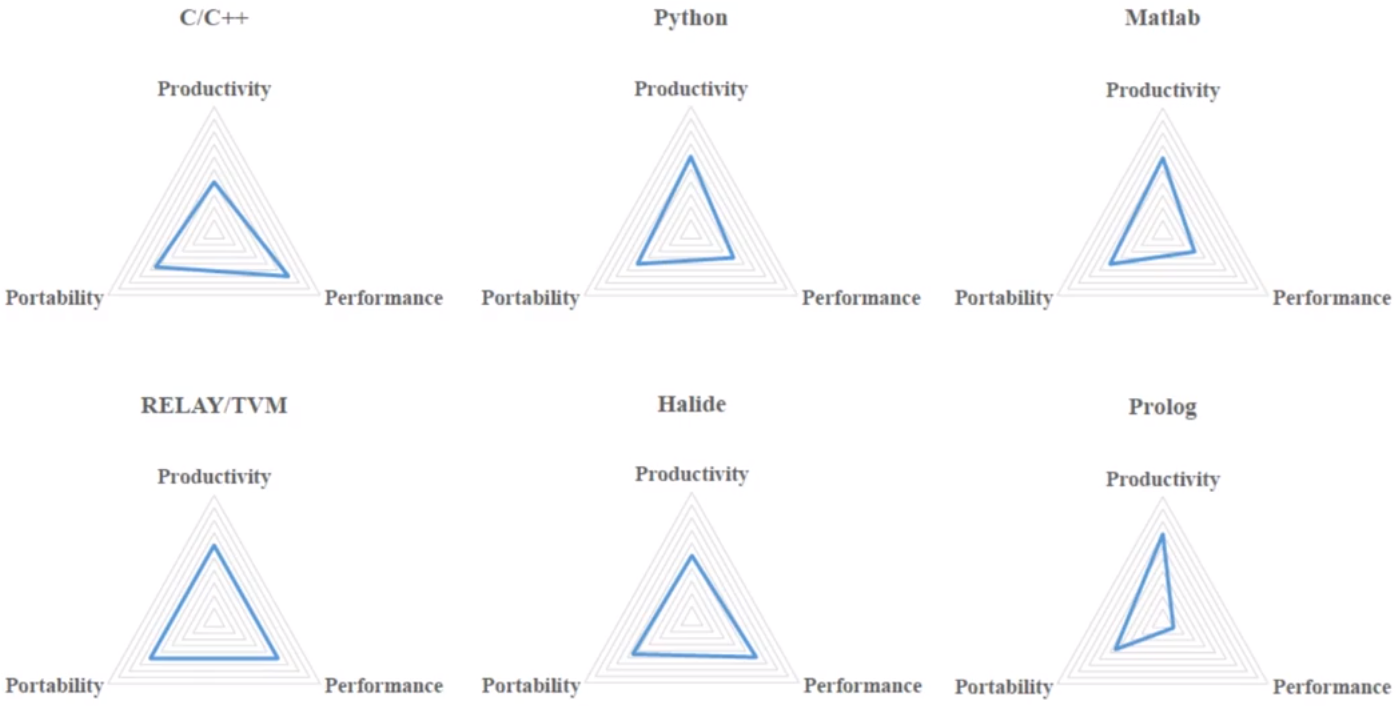 C/C++
Python
Matlab
Productivity
Productivity
Productivity
Portability
Performance
Portability
Performance
Portability
Performance
RELAY/TVM
Halide
Prolog
Productivity
Productivity
Productivity
Portability
Performance
Portability
Performance
Portability
Performance